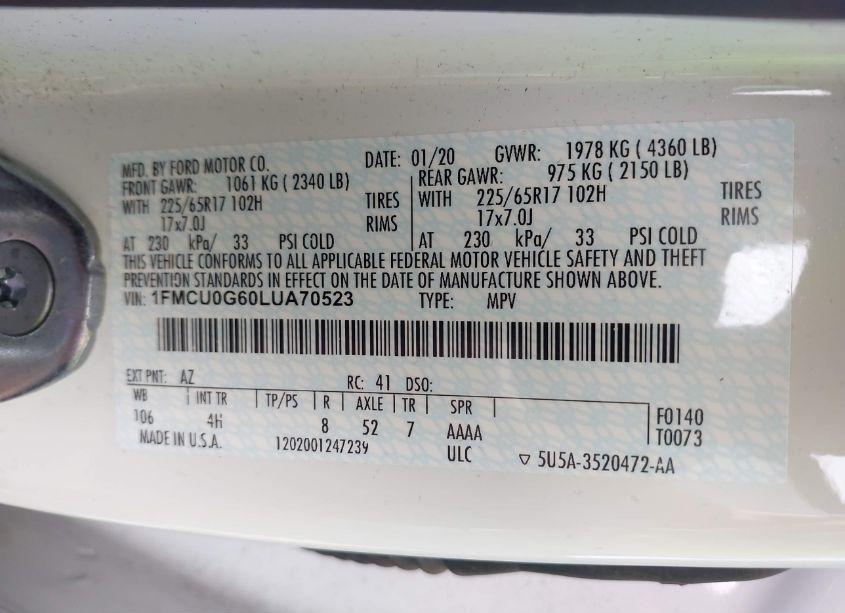 MFD. BY FORD MOTOR CO. DATE: 01/20 GVWR: 1978 KG ( 4360 LB)
FRONT GAWR: 1061 KG ( 2340 LB) REAR GAWR: 975 KG ( 2150 LB)
WITH 225/65R17 102H TIRES WITH 225/65R17 102H TIRES
17x7.0J RIMS 17x7.0J RIMS
AT 230 kPa/ 33 PSI COLD AT 230 kPa/ 33 PSI COLD
THIS VEHICLE CONFORMS TO ALL APPLICABLE FEDERAL MOTOR VEHICLE SAFETY AND THEFT
PREVENTION STANDARDS IN EFFECT ON THE DATE OF MANUFACTURE SHOWN ABOVE.
VIN: 1FMCU0G60LUA70523 TYPE: MPV
EXT PNT: AZ RC: 41 DSO:
WB INT TR TP/PS R AXLE TR SPR
106 4H 8 52 7 AAAA F0140
MADE IN U.S.A. 1202001247239 ULC T0073
▽ 5U5A-3520472-AA